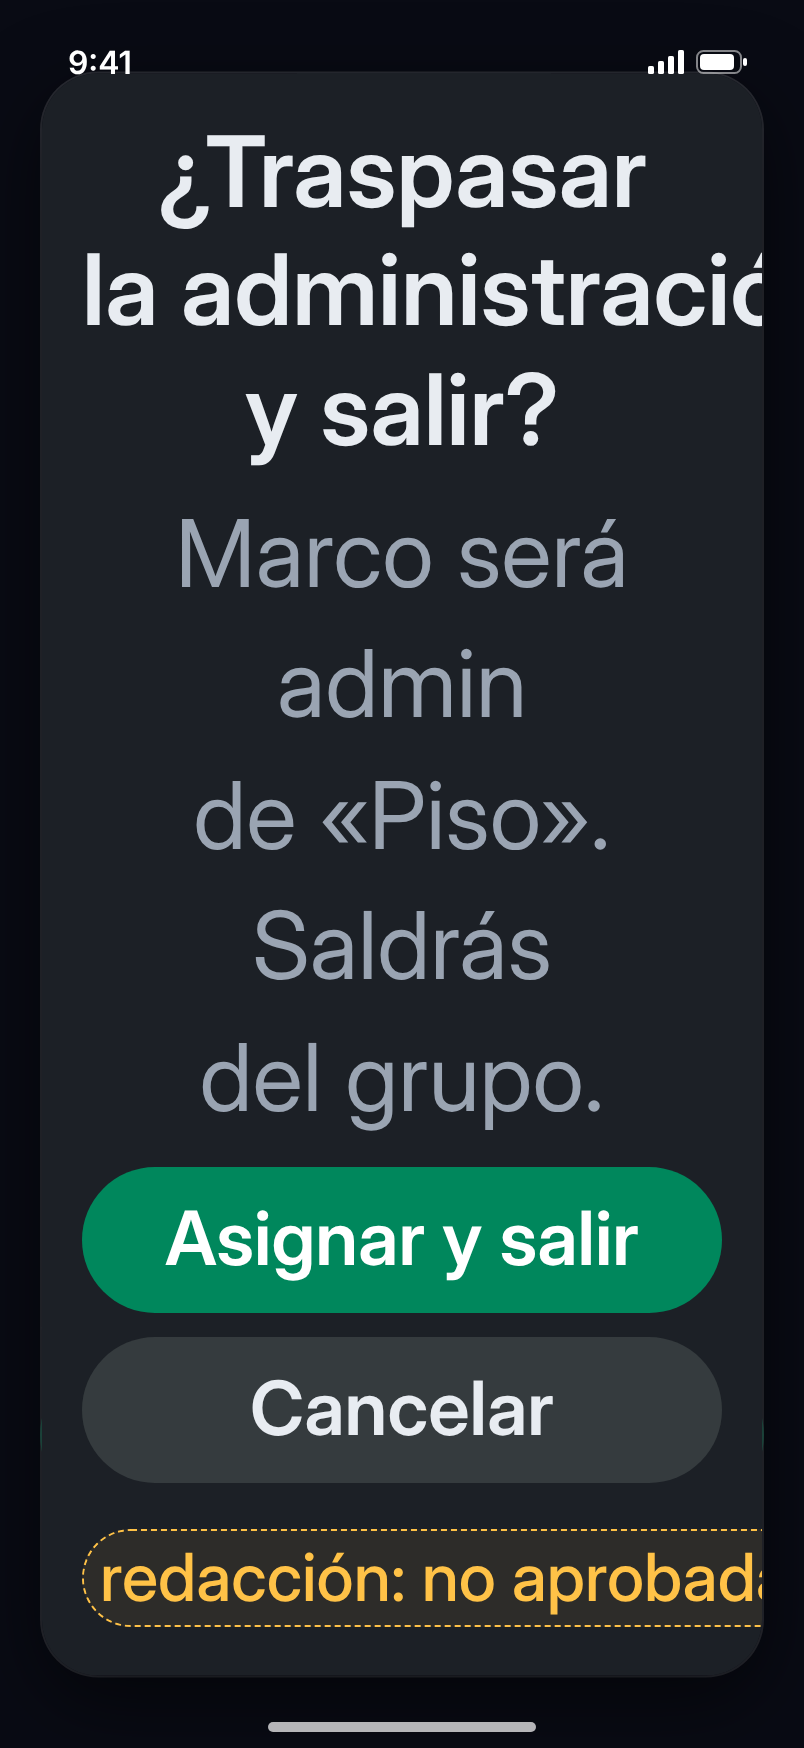 9:41
¿Traspasar
la administració
y salir?
Marco será
admin
de «Piso».
Saldrás
del grupo.
Asignar y salir
Cancelar
redacción: no aprobada